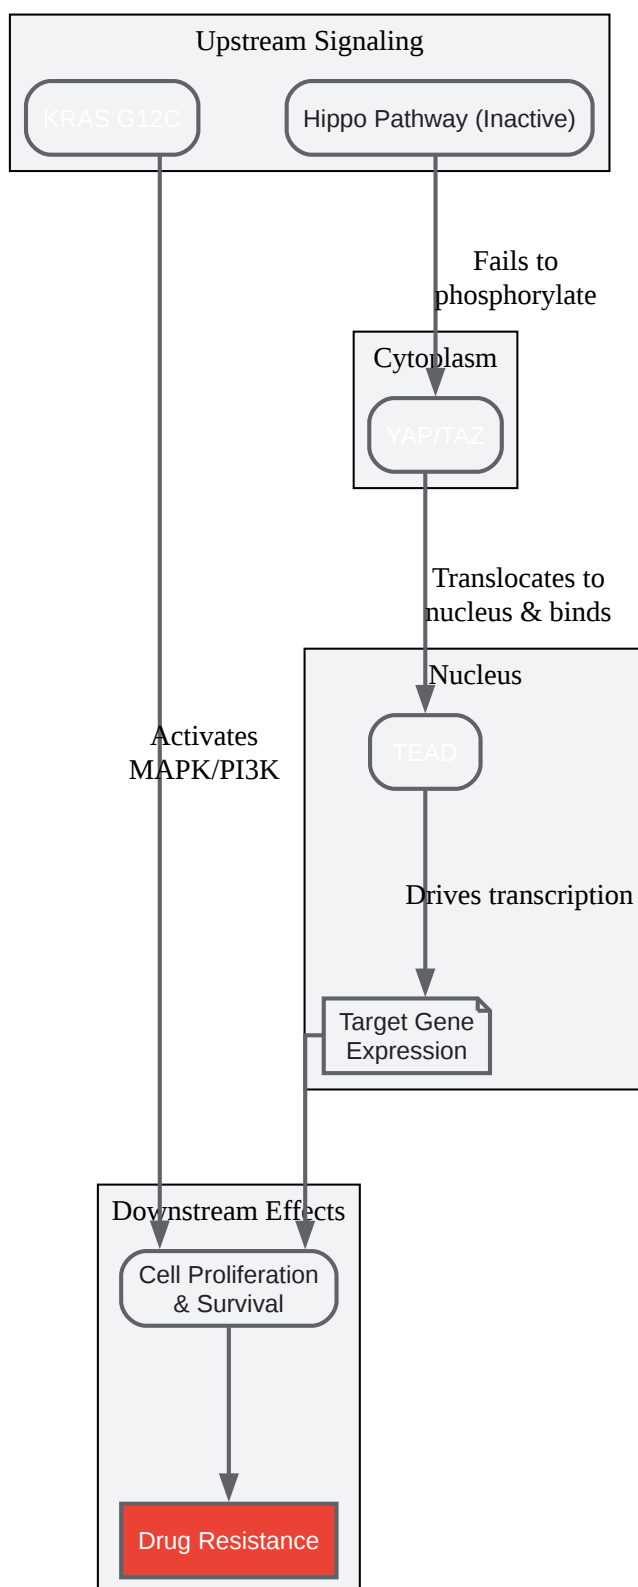 Upstream Signaling
KRAS G12C
Hippo Pathway (Inactive)
Fails to
phosphorylate
Cytoplasm
YAP/TAZ
Translocates to
nucleus & binds
Nucleus
TEAD
Activates
MAPK/PI3K
Drives transcription
Target Gene
Expression
Downstream Effects
Cell Proliferation
& Survival
Drug Resistance